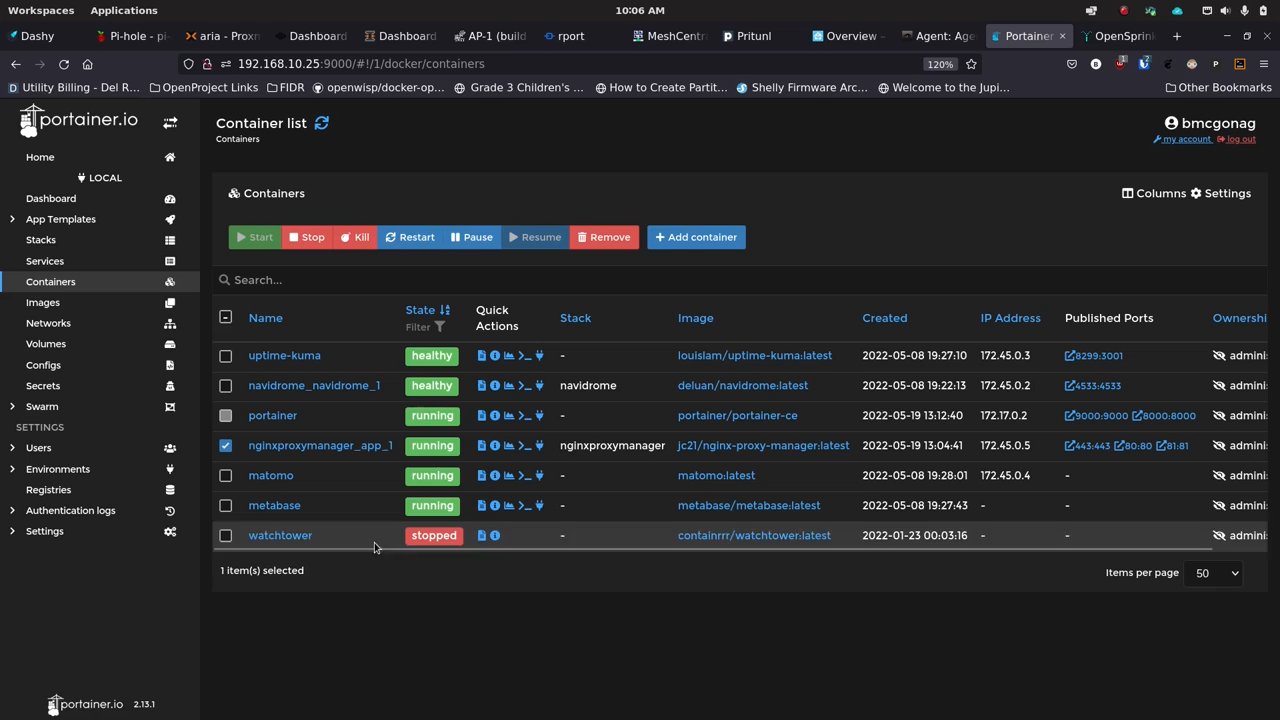 Workspaces Applications 10:06 AM
Dashy Pi-hole - pi- aria - Proxn Dashboard Dashboard AP-1 (build rport MeshCentr Pritunl Overview - Agent: Age Portainer × OpenSprink +
192.168.10.25:9000/#!/1/docker/containers 120%
Utility Billing - Del R... OpenProject Links FIDR openwisp/docker-op... Grade 3 Children's ... How to Create Partit... Shelly Firmware Arc... Welcome to the Jupi... Other Bookmarks
portainer.io
Container list
Containers
bmcgonag
my account log out
Home
LOCAL
Dashboard
App Templates
Stacks
Services
Containers
Images
Networks
Volumes
Configs
Secrets
Swarm
SETTINGS
Users
Environments
Registries
Authentication logs
Settings
portainer.io 2.13.1
Containers Columns Settings
Start Stop Kill Restart Pause Resume Remove Add container
Search...
Name State Filter Quick Actions Stack Image Created IP Address Published Ports Ownershi
uptime-kuma healthy - louislam/uptime-kuma:latest 2022-05-08 19:27:10 172.45.0.3 8299:3001 admini
navidrome_navidrome_1 healthy navidrome deluan/navidrome:latest 2022-05-08 19:22:13 172.45.0.2 4533:4533 admini
portainer running - portainer/portainer-ce 2022-05-19 13:12:40 172.17.0.2 9000:9000 8000:8000 admini
nginxproxymanager_app_1 running nginxproxymanager jc21/nginx-proxy-manager:latest 2022-05-19 13:04:41 172.45.0.5 443:443 80:80 81:81 admini
matomo running - matomo:latest 2022-05-08 19:28:01 172.45.0.4 - admini
metabase running - metabase/metabase:latest 2022-05-08 19:27:43 - - admini
watchtower stopped - containrrr/watchtower:latest 2022-01-23 00:03:16 - - admini
1 item(s) selected
Items per page 50